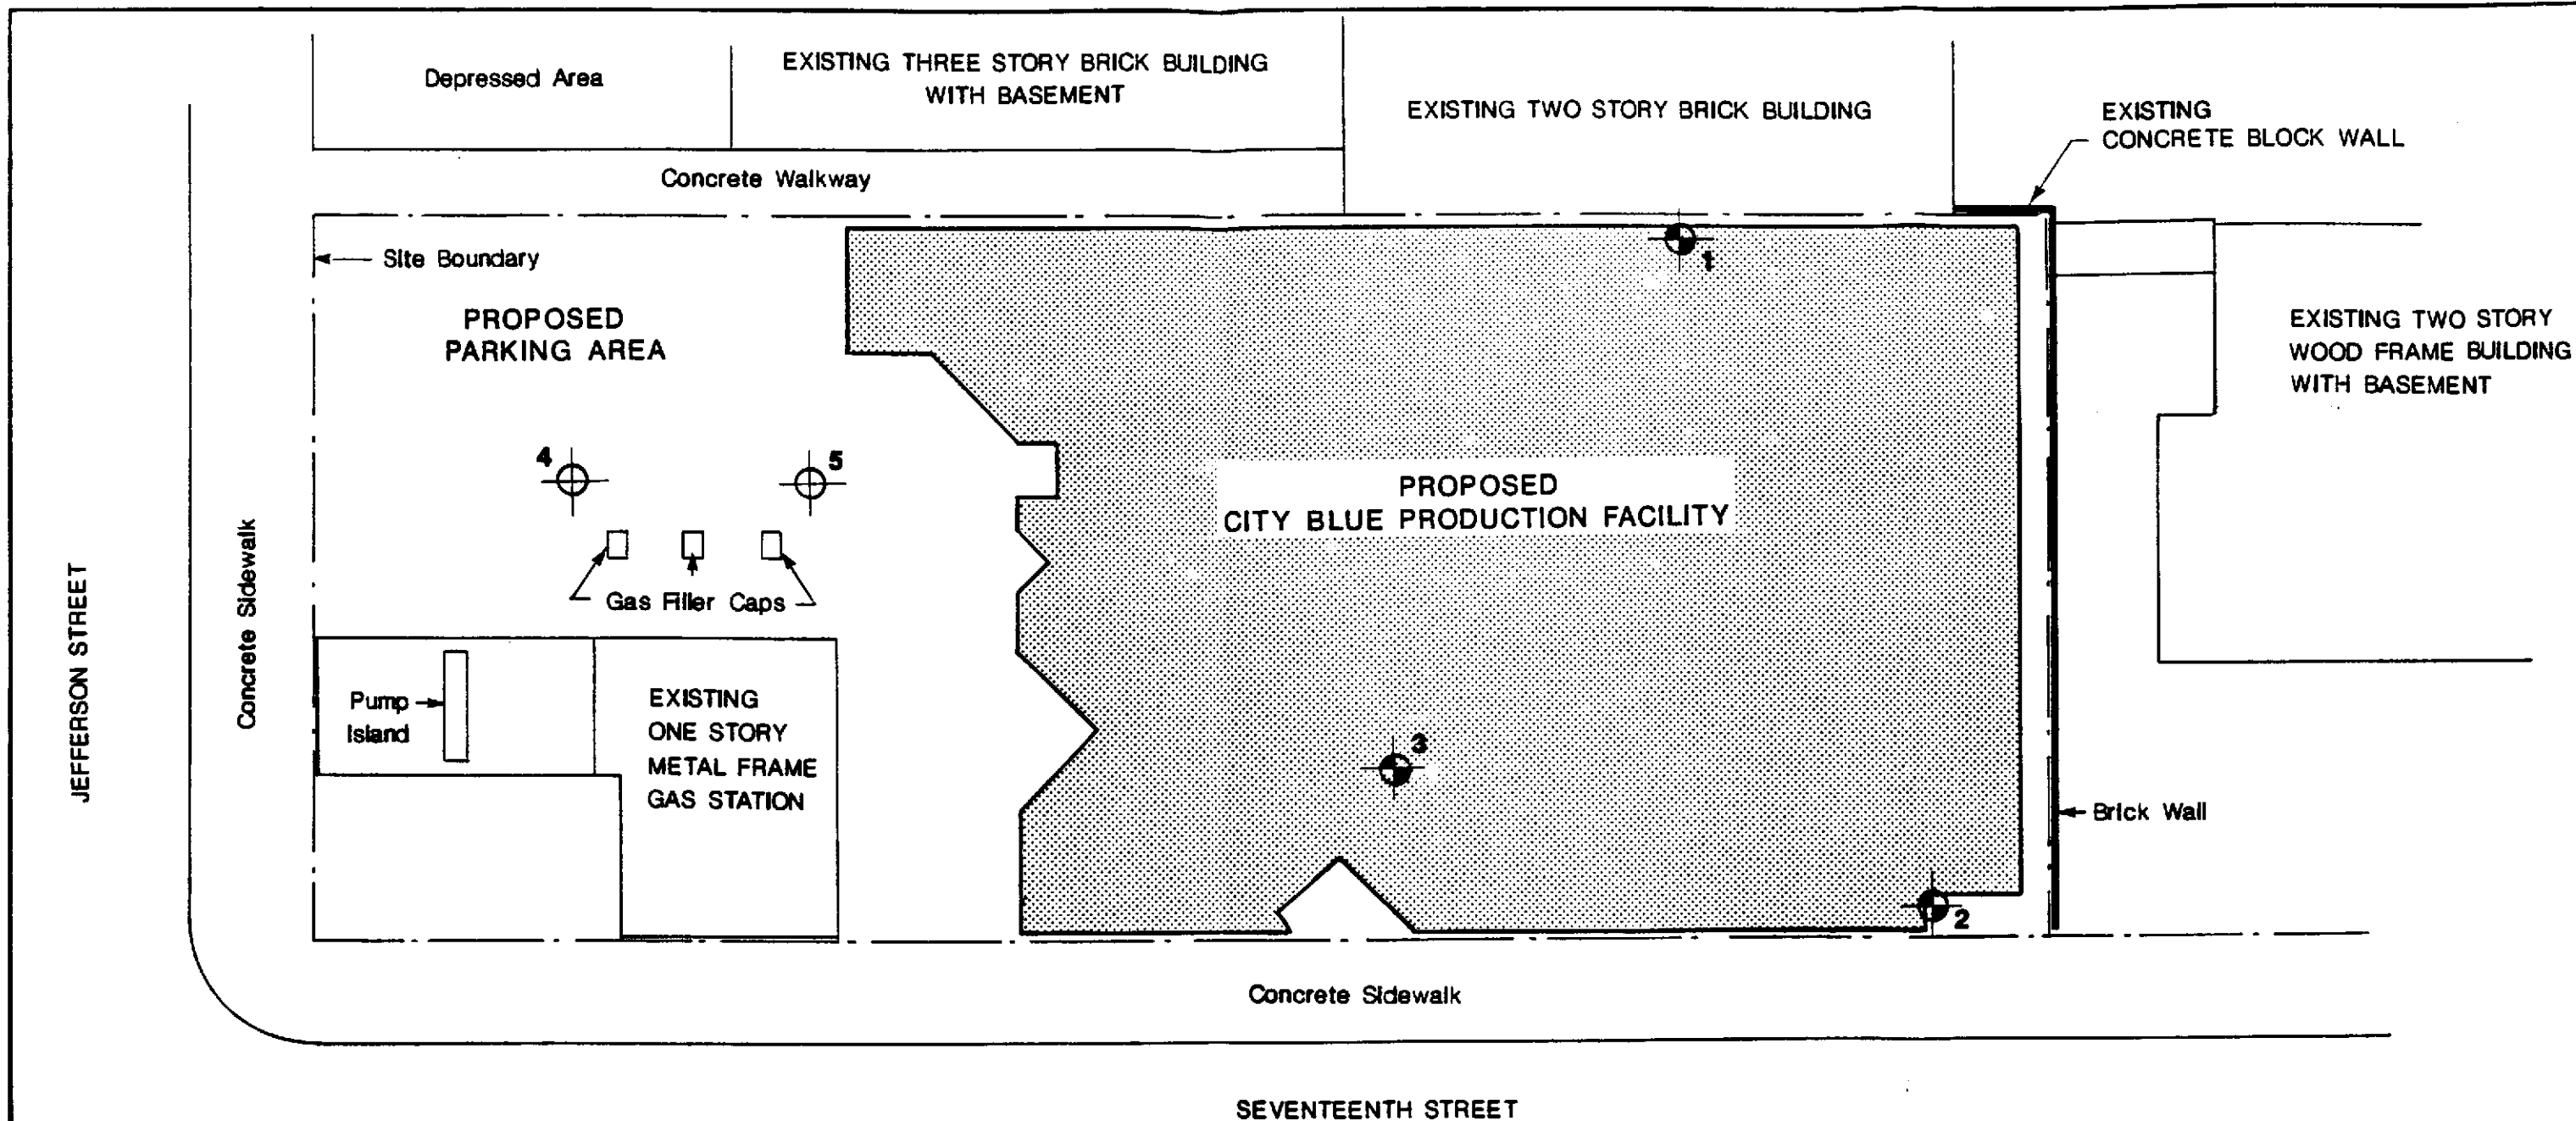 Depressed Area
EXISTING THREE STORY BRICK BUILDING
WITH BASEMENT
EXISTING TWO STORY BRICK BUILDING
EXISTING
CONCRETE BLOCK WALL
Concrete Walkway
Site Boundary
1
PROPOSED
PARKING AREA
EXISTING TWO STORY
WOOD FRAME BUILDING
WITH BASEMENT
4
5
PROPOSED
CITY BLUE PRODUCTION FACILITY
Gas Filler Caps
JEFFERSON STREET
Concrete Sidewalk
Pump
Island
EXISTING
ONE STORY
METAL FRAME
GAS STATION
3
Brick Wall
2
Concrete Sidewalk
SEVENTEENTH STREET